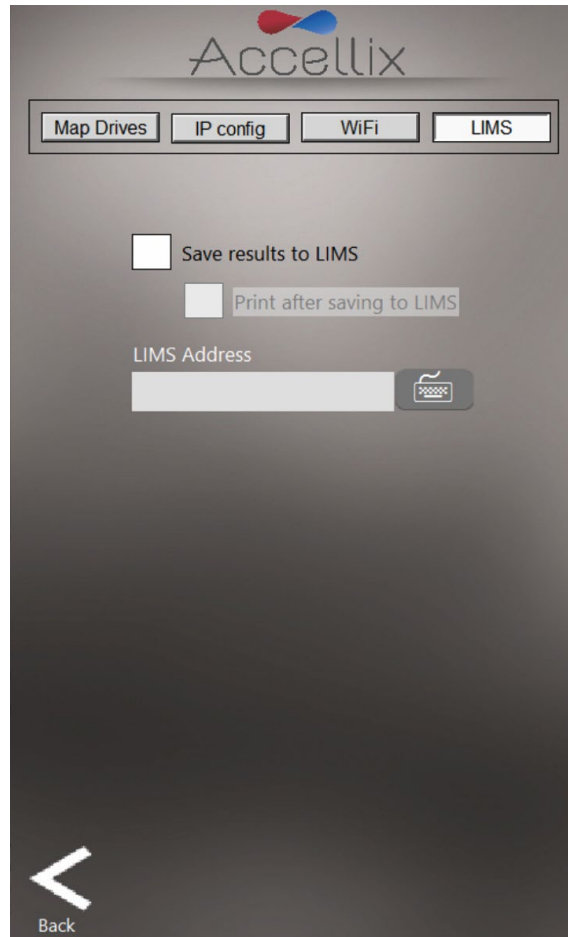 Accellix
Map Drives IP config WiFi LIMS
Save results to LIMS
Print after saving to LIMS
LIMS Address
Back